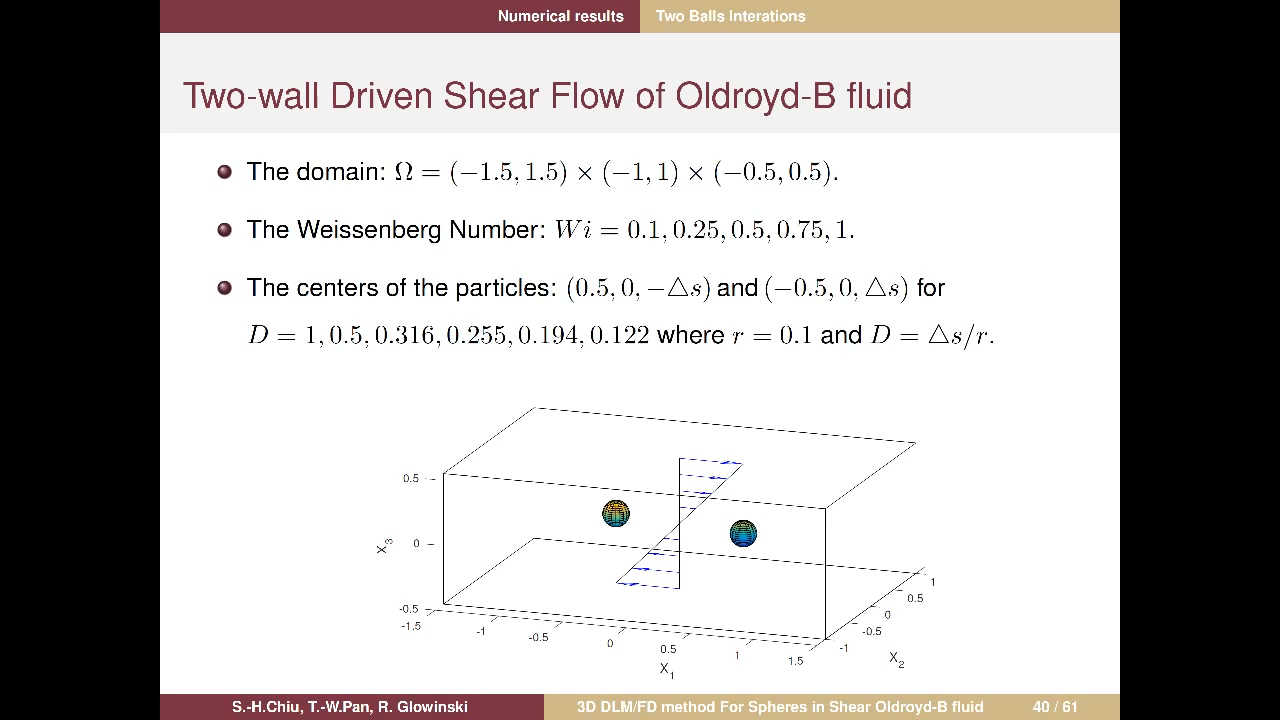 Numerical results Two Balls Interations
Two-wall Driven Shear Flow of Oldroyd-B fluid
The domain: Ω = (−1.5, 1.5) × (−1, 1) × (−0.5, 0.5).
The Weissenberg Number: Wi = 0.1, 0.25, 0.5, 0.75, 1.
The centers of the particles: (0.5, 0, −△s) and (−0.5, 0, △s) for
D = 1, 0.5, 0.316, 0.255, 0.194, 0.122 where r = 0.1 and D = △s/r.
0.5
0
-0.5
X3
-1.5
-1
-0.5
0
0.5
1
1.5
X1
-1
-0.5
0
0.5
1
X2
S.-H.Chiu, T.-W.Pan, R. Glowinski 3D DLM/FD method For Spheres in Shear Oldroyd-B fluid 40 / 61